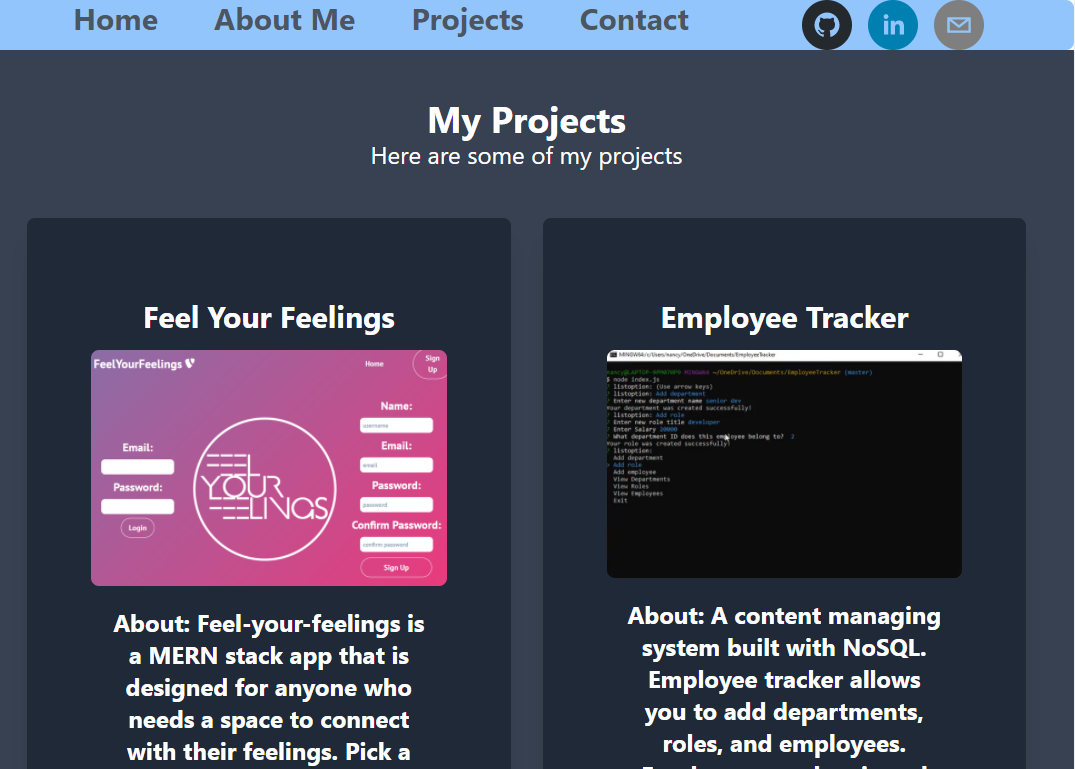 Home About Me Projects Contact
in
My Projects
Here are some of my projects
Feel Your Feelings
FeelYourFeelings
Home
Sign
Up
Name:
username
Email:
email
Password:
password
Confirm Password:
confirm password
Sign Up
Email:
Password:
Login
FEEL
YOUR
FEELINGS
About: Feel-your-feelings is
a MERN stack app that is
designed for anyone who
needs a space to connect
with their feelings. Pick a
Employee Tracker
MINGW64:/c/Users/nancy/OneDrive/Documents/EmployeeTracker
MINGW64 ~/OneDrive/Documents/EmployeeTracker (master)
$ node index.js
? listoption: (Use arrow keys)
? listoption: Add department
? Enter new department name senior dev
Your department was created successfully!
? listoption: Add role
? Enter new role title developer
? Enter Salary 20000
? What department ID does this employee belong to? 2
Your role was created successfully!
? listoption:
Add department
> Add role
Add employee
View Departments
View Roles
View Employees
Exit
About: A content managing
system built with NoSQL.
Employee tracker allows
you to add departments,
roles, and employees.